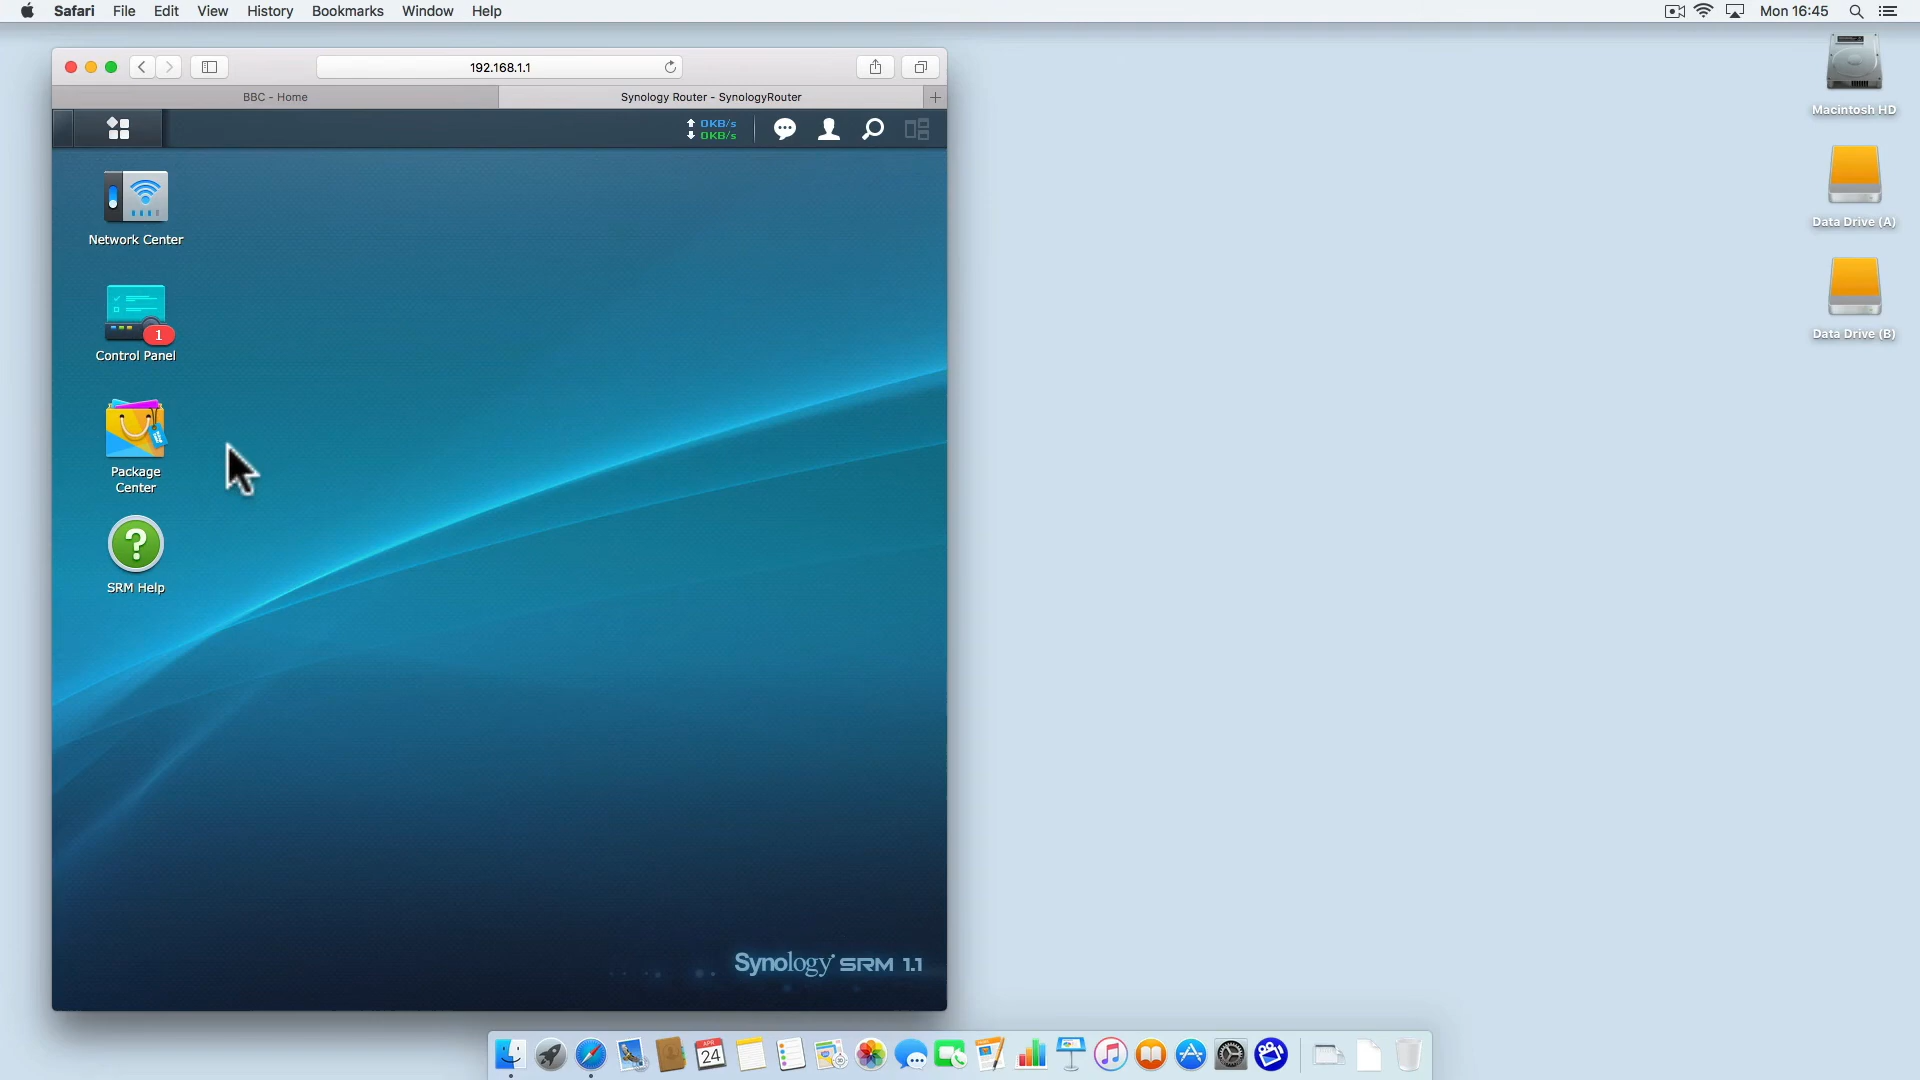 Safari File Edit View History Bookmarks Window Help
Mon 16:45
192.168.1.1
BBC - Home
Synology Router - SynologyRouter
0KB/s
0KB/s
Network Center
1
Control Panel
Package
Center
?
SRM Help
Synology SRM 1.1
Macintosh HD
Data Drive (A)
Data Drive (B)
APR
24